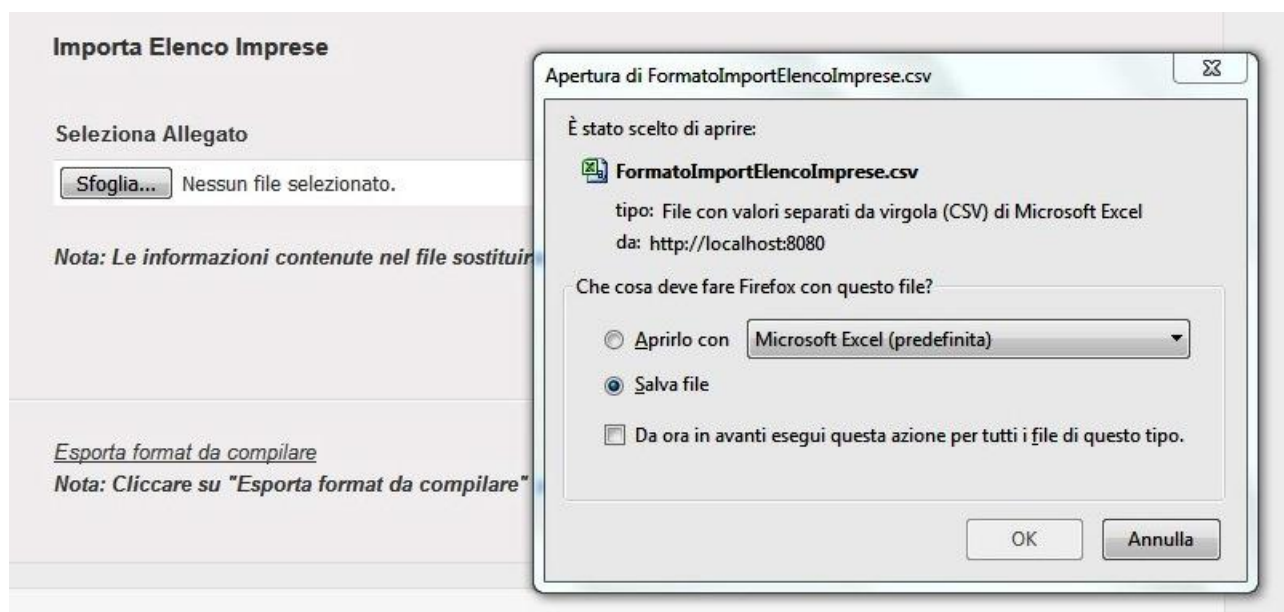 Importa Elenco Imprese
Seleziona Allegato
Sfoglia... Nessun file selezionato.
Nota: Le informazioni contenute nel file sostituir
Esporta format da compilare
Nota: Cliccare su "Esporta format da compilare"
Apertura di FormatoImportElencoImprese.csv
È stato scelto di aprire:
FormatoImportElencoImprese.csv
tipo: File con valori separati da virgola (CSV) di Microsoft Excel
da: http://localhost:8080
Che cosa deve fare Firefox con questo file?
Aprirlo con Microsoft Excel (predefinita)
Salva file
Da ora in avanti esegui questa azione per tutti i file di questo tipo.
OK Annulla